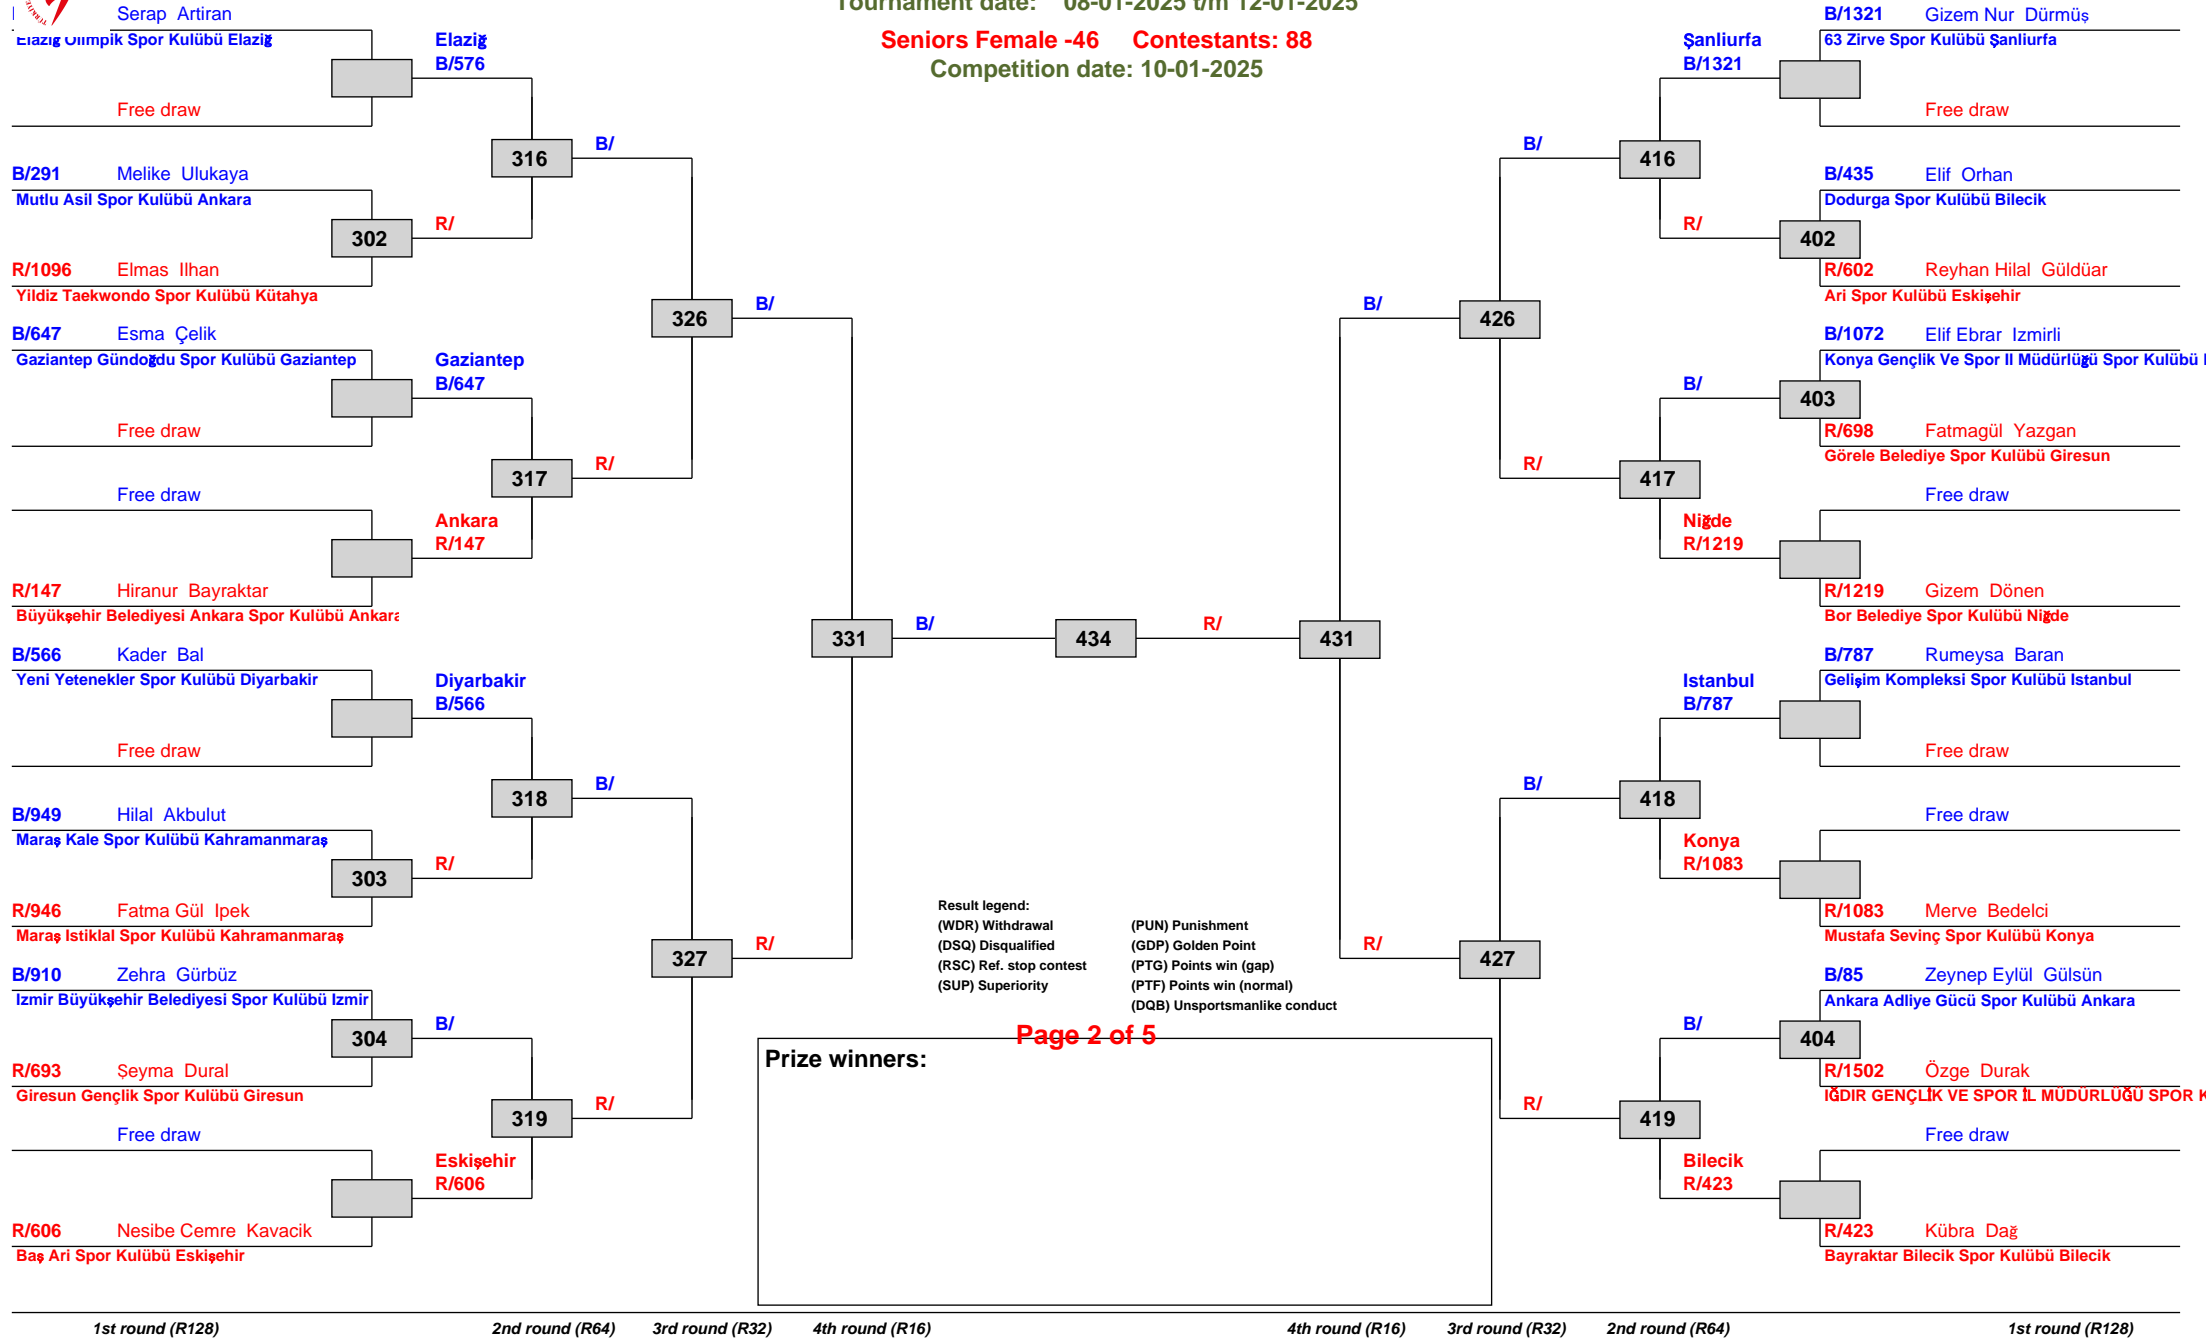 Tournament date: 08-01-2025 t/m 12-01-2025
Seniors Female -46 Contestants: 88
Competition date: 10-01-2025
Serap Artiran
Elazig Olimpik Spor Kulübü Elaziğ
Free draw
B/291 Melike Ulukaya
Mutlu Asil Spor Kulübü Ankara
R/1096 Elmas Ilhan
Yildiz Taekwondo Spor Kulübü Kütahya
B/647 Esma Çelik
Gaziantep Gündoğdu Spor Kulübü Gaziantep
Free draw
Free draw
R/147 Hiranur Bayraktar
Büyükşehir Belediyesi Ankara Spor Kulübü Ankara
B/566 Kader Bal
Yeni Yetenekler Spor Kulübü Diyarbakir
Free draw
B/949 Hilal Akbulut
Maraş Kale Spor Kulübü Kahramanmaraş
R/946 Fatma Gül Ipek
Maraş Istiklal Spor Kulübü Kahramanmaraş
B/910 Zehra Gürbüz
Izmir Büyükşehir Belediyesi Spor Kulübü Izmir
R/693 Şeyma Dural
Giresun Gençlik Spor Kulübü Giresun
Free draw
R/606 Nesibe Cemre Kavacik
Baş Ari Spor Kulübü Eskişehir
302
303
304
Elaziğ
B/576
R/
Gaziantep
B/647
Ankara
R/147
Diyarbakir
B/566
R/
B/
Eskişehir
R/606
316
317
318
319
B/
R/
B/
R/
326
327
B/
R/
331
B/
434
R/
431
B/
R/
426
427
B/
R/
B/
R/
416
417
418
419
Şanliurfa
B/1321
R/
B/
Niğde
R/1219
Istanbul
B/787
Konya
R/1083
B/
Bilecik
R/423
402
403
404
B/1321 Gizem Nur Dürmüş
63 Zirve Spor Kulübü Şanliurfa
Free draw
B/435 Elif Orhan
Dodurga Spor Kulübü Bilecik
R/602 Reyhan Hilal Güldüar
Ari Spor Kulübü Eskişehir
B/1072 Elif Ebrar Izmirli
Konya Gençlik Ve Spor Il Müdürlüğü Spor Kulübü
R/698 Fatmagül Yazgan
Görele Belediye Spor Kulübü Giresun
Free draw
R/1219 Gizem Dönen
Bor Belediye Spor Kulübü Niğde
B/787 Rumeysa Baran
Gelişim Kompleksi Spor Kulübü Istanbul
Free draw
Free draw
R/1083 Merve Bedelci
Mustafa Sevinç Spor Kulübü Konya
B/85 Zeynep Eylül Gülsün
Ankara Adliye Gücü Spor Kulübü Ankara
R/1502 Özge Durak
IĞDIR GENÇLİK VE SPOR İL MÜDÜRLÜĞÜ SPOR K
Free draw
R/423 Kübra Dağ
Bayraktar Bilecik Spor Kulübü Bilecik
Result legend:
(WDR) Withdrawal (PUN) Punishment
(DSQ) Disqualified (GDP) Golden Point
(RSC) Ref. stop contest (PTG) Points win (gap)
(SUP) Superiority (PTF) Points win (normal)
(DQB) Unsportsmanlike conduct
Page 2 of 5
Prize winners:
1st round (R128) 2nd round (R64) 3rd round (R32) 4th round (R16) 4th round (R16) 3rd round (R32) 2nd round (R64) 1st round (R128)